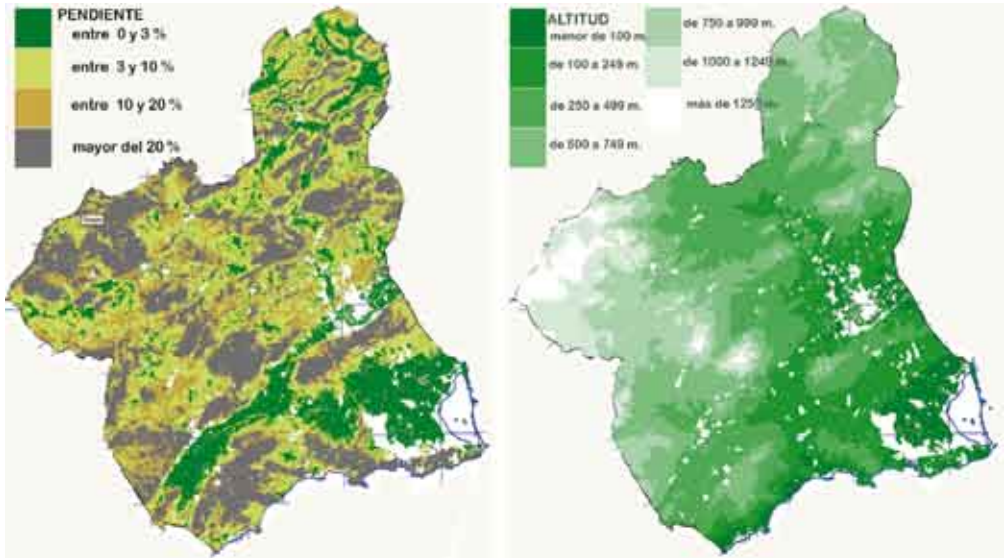 PENDIENTE
entre 0 y 3 %
entre 3 y 10 %
entre 10 y 20 %
mayor del 20 %
ALTITUD
menor de 100 m.
de 100 a 249 m.
de 250 a 499 m.
de 500 a 749 m.
de 750 a 999 m.
de 1000 a 1249 m.
más de 1250 m.